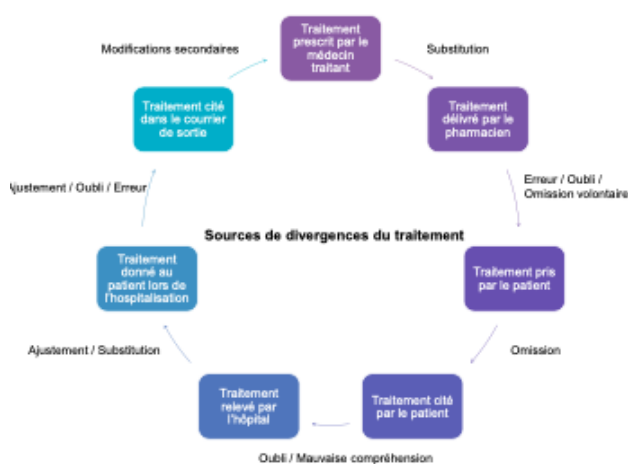 Modifications secondaires
Traitement
prescrit par le
médecin
traitant
Substitution
Traitement cité
dans le courrier
de sortie
Traitement
délivré par le
pharmacien
Ajustement / Oubli / Erreur
Erreur / Oubli /
Omission volontaire
Sources de divergences du traitement
Traitement
donné au
patient lors de
l'hospitalisation
Traitement pris
par le patient
Ajustement / Substitution
Omission
Traitement
relevé par
l'hôpital
Traitement cité
par le patient
Oubli / Mauvaise compréhension